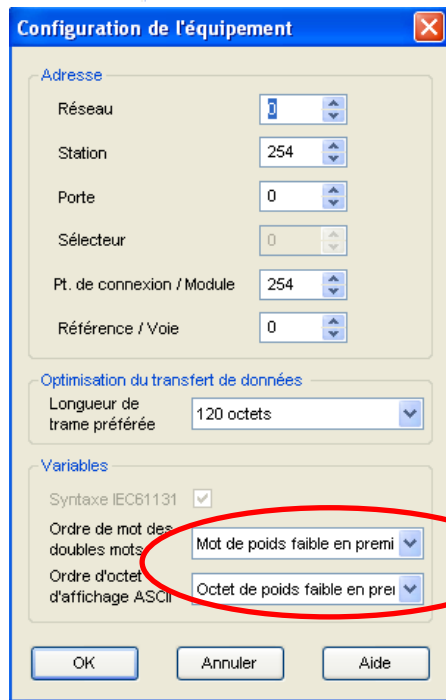 Configuration de l'équipement
Adresse
Réseau 0
Station 254
Porte 0
Sélecteur 0
Pt. de connexion / Module 254
Référence / Voie 0
Optimisation du transfert de données
Longueur de
trame préférée 120 octets
Variables
Syntaxe IEC61131
Ordre de mot des
doubles mots Mot de poids faible en premi
Ordre d'octet
d'affichage ASCII Octet de poids faible en prei
OK Annuler Aide